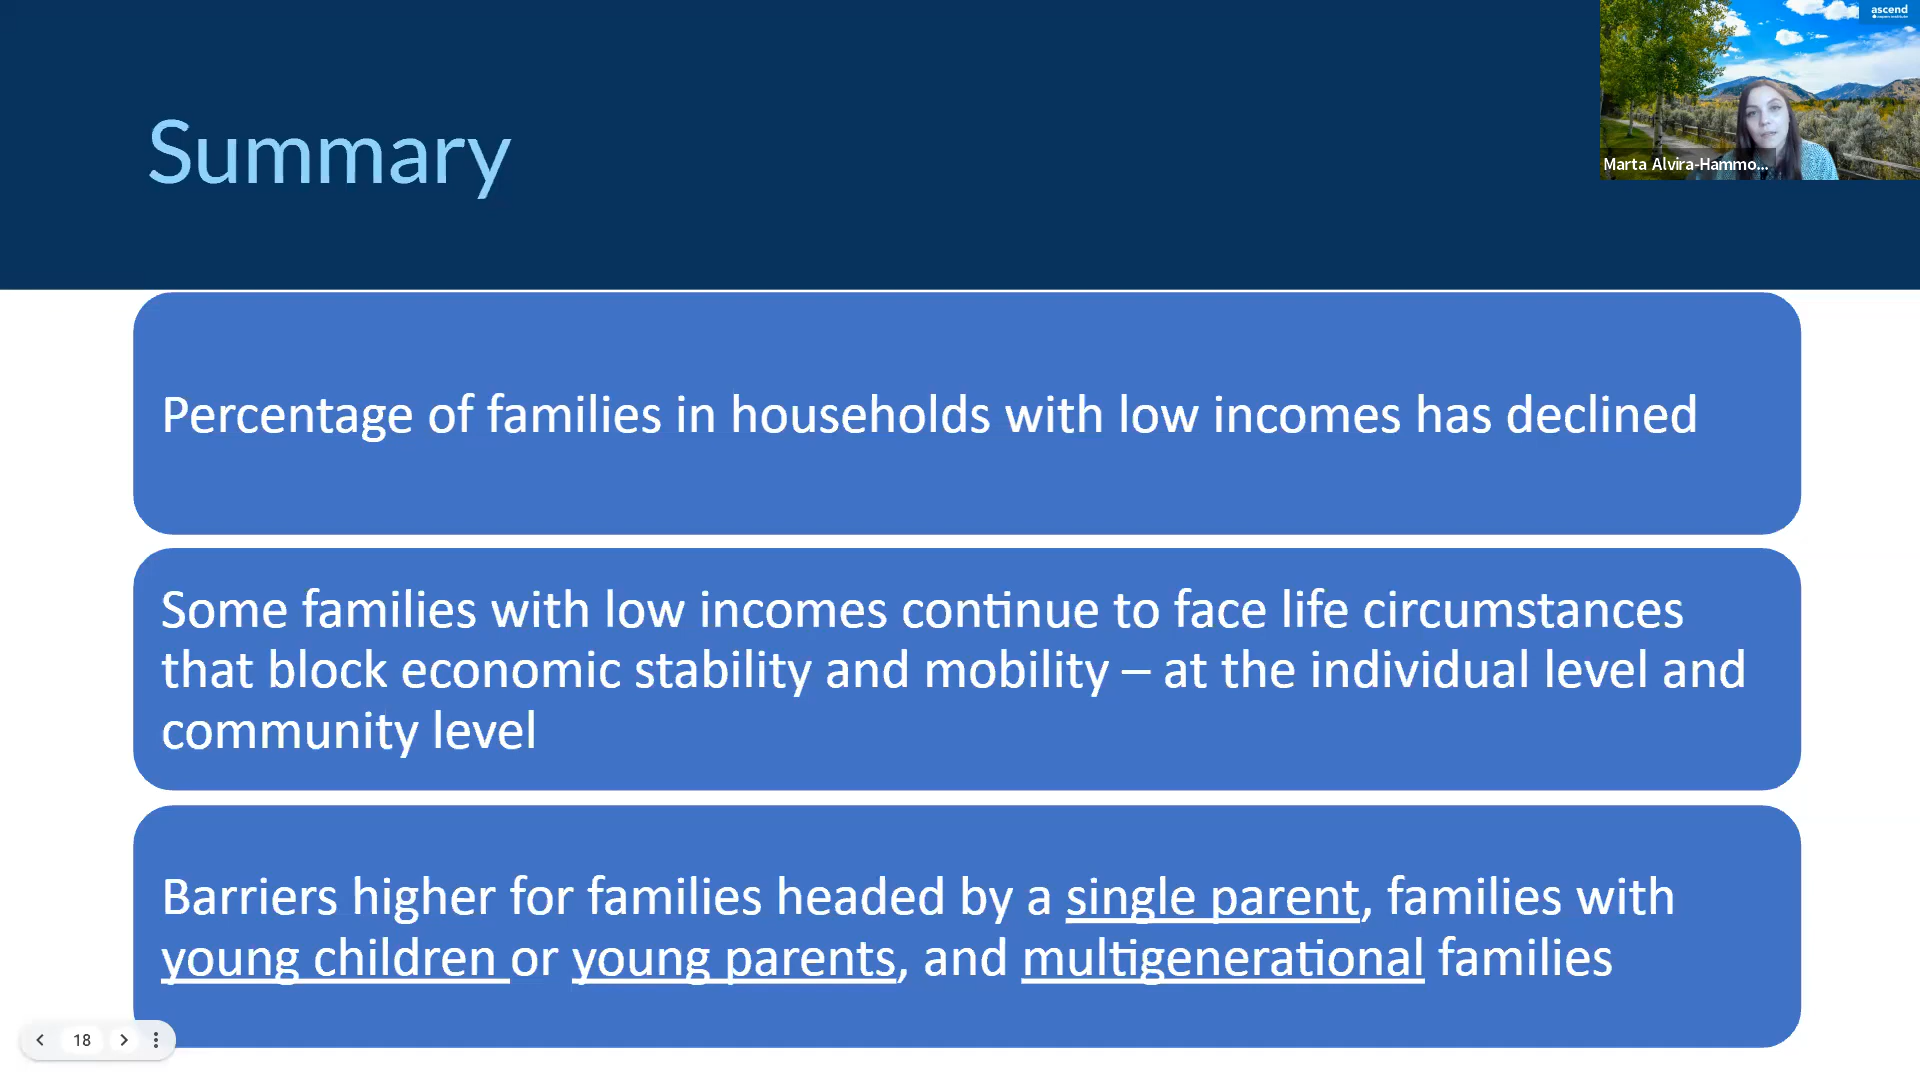 ascend
Marta Alvira-Hammo...
Summary
Percentage of families in households with low incomes has declined
Some families with low incomes continue to face life circumstances
that block economic stability and mobility – at the individual level and
community level
Barriers higher for families headed by a single parent, families with
young children or young parents, and multigenerational families
18